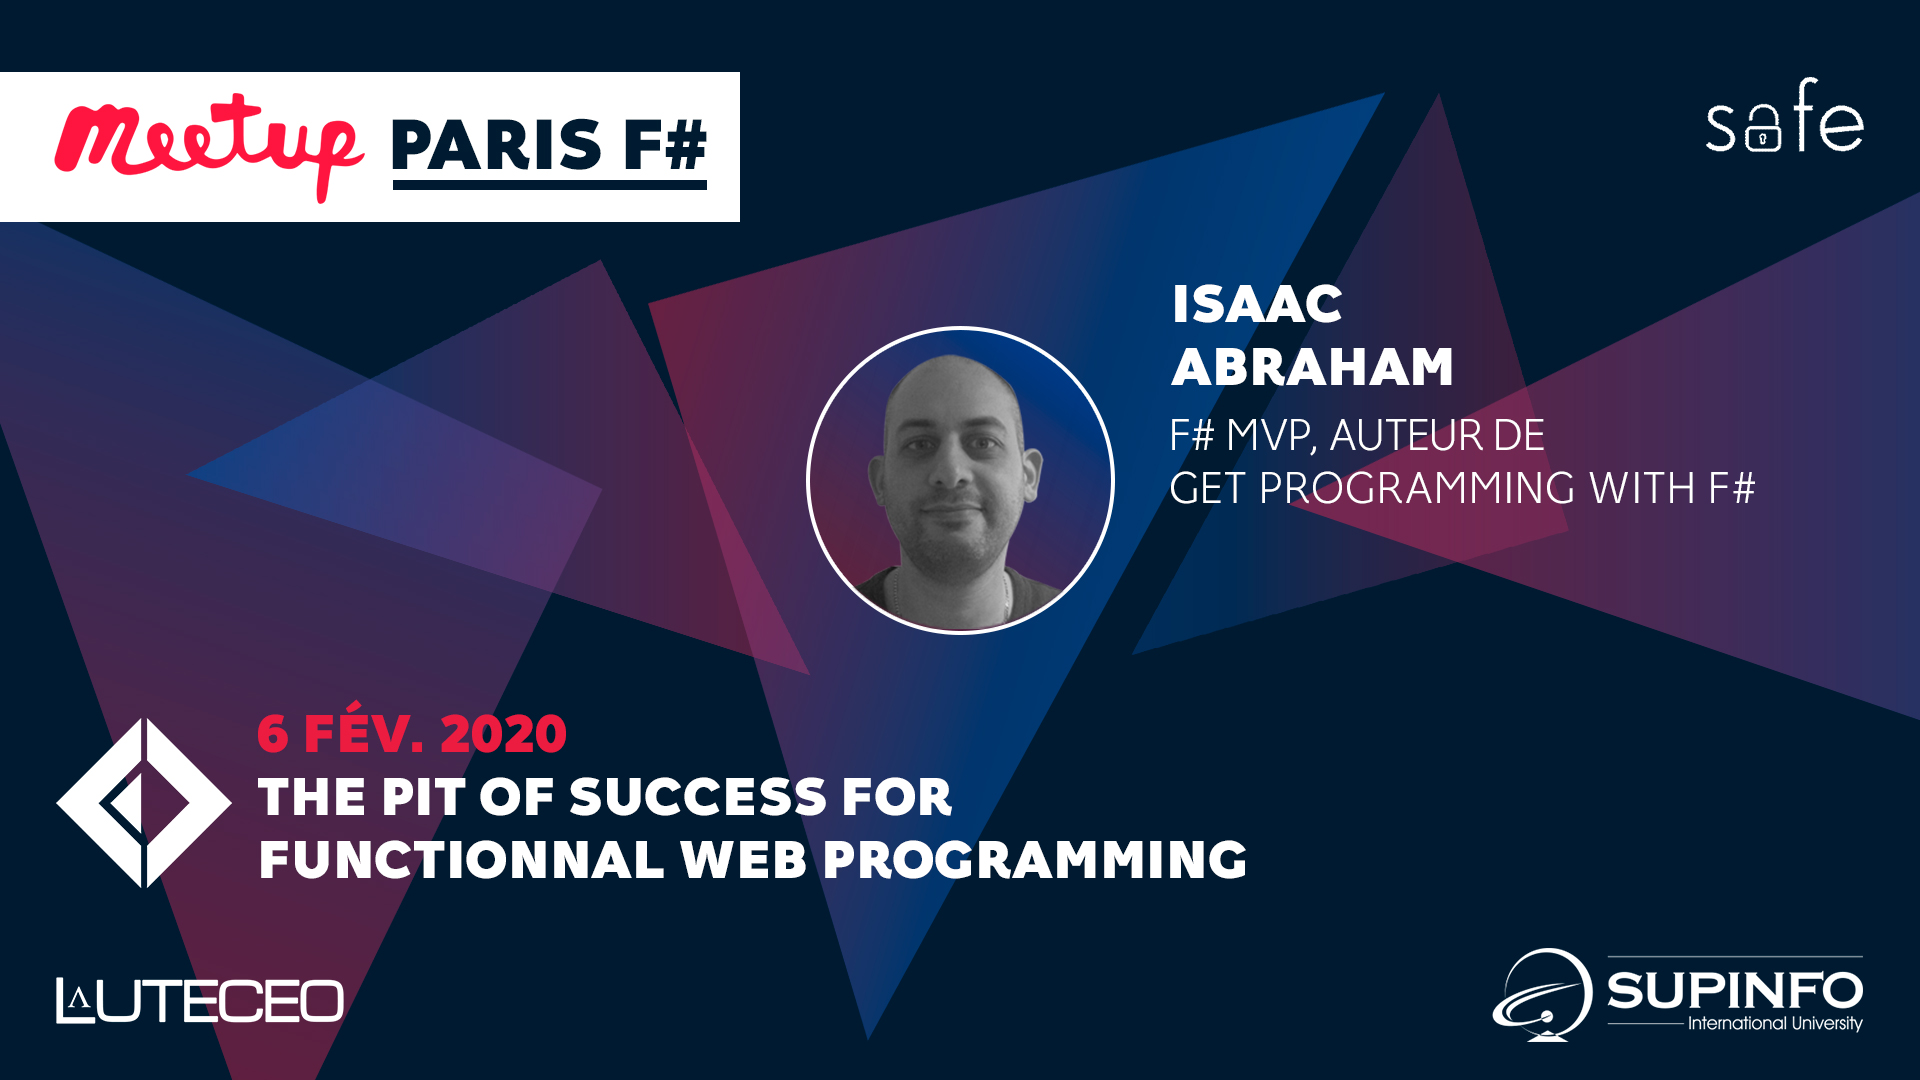 Meetup PARIS F#
safe
ISAAC
ABRAHAM
F# MVP, AUTEUR DE
GET PROGRAMMING WITH F#
6 FÉV. 2020
THE PIT OF SUCCESS FOR
FUNCTIONNAL WEB PROGRAMMING
LUTECEO
SUPINFO
International University